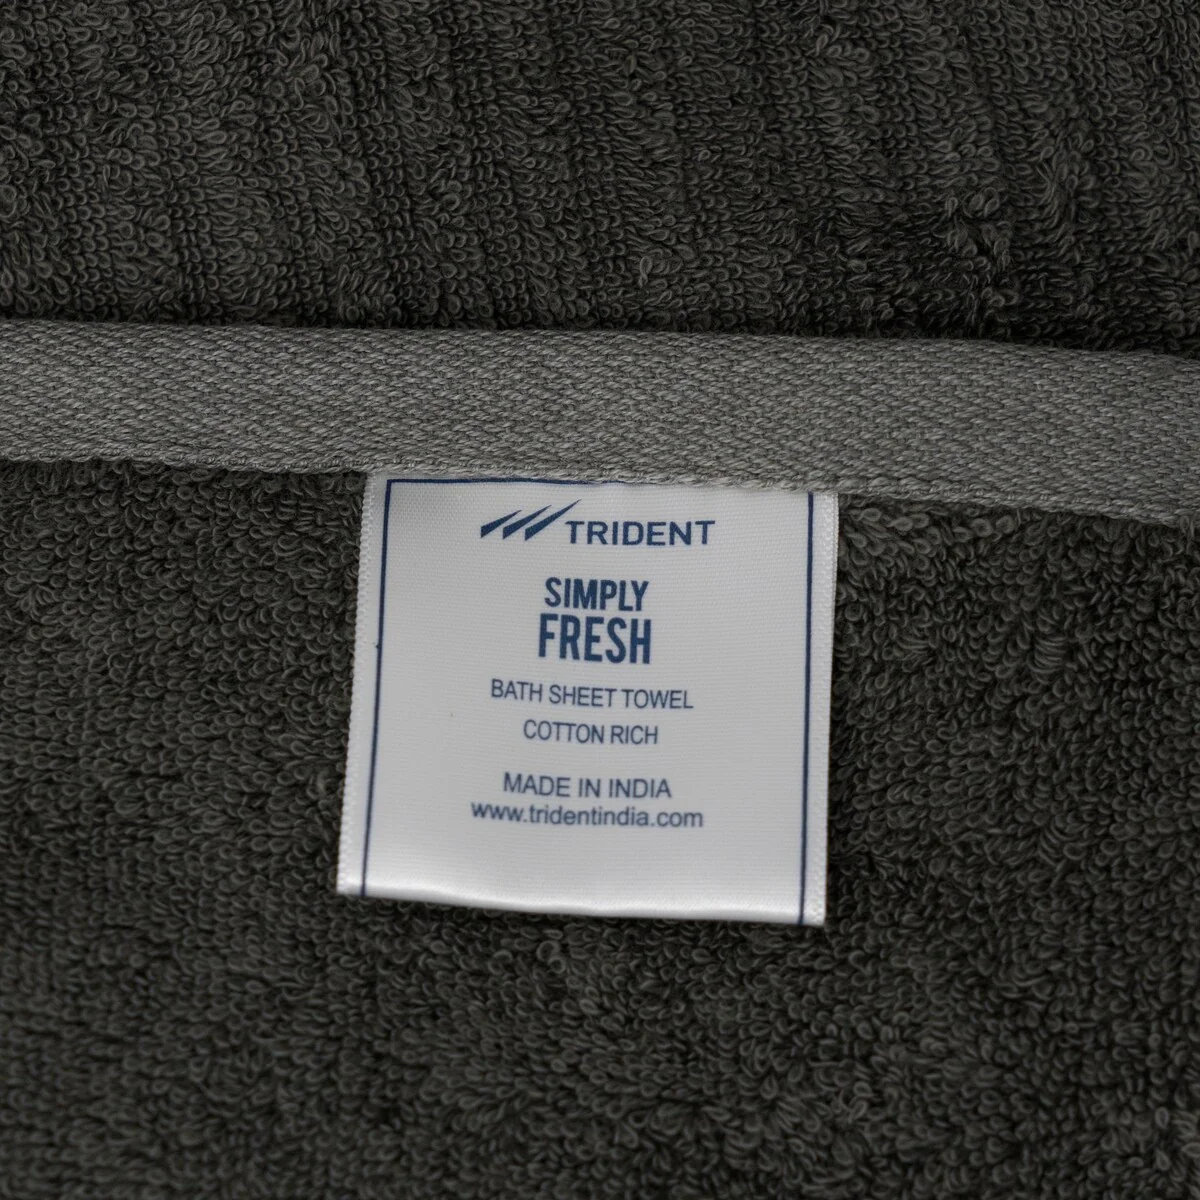 TRIDENT
SIMPLY
FRESH
BATH SHEET TOWEL
COTTON RICH
MADE IN INDIA
www.tridentindia.com